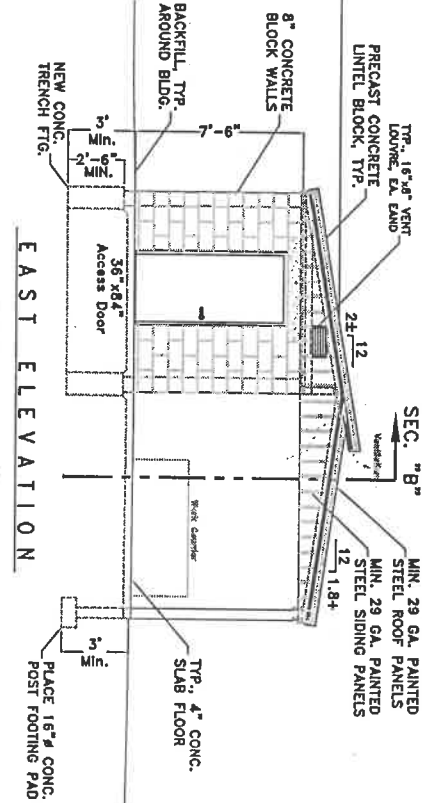 SEC. "B"
MIN. 29 GA. PAINTED
STEEL ROOF PANELS
MIN. 29 GA. PAINTED
STEEL SIDING PANELS
TYP., 16"x8" VENT
LOUVRE, EA. EAND
PRECAST CONCRETE
LINTEL BLOCK, TYP.
8" CONCRETE
BLOCK WALLS
BACKFILL, TYP.
AROUND BLDG.
NEW CONC.
TRENCH FTG.
12
2±
12
1.8+
7'-6"
3'
Min.
2'-6"
MIN.
36"x84"
Access Door
Work Counter
TYP., 4" CONC.
SLAB FLOOR
3'
Min.
PLACE 16"ø CONC.
POST FOOTING PAD
EAST ELEVATION